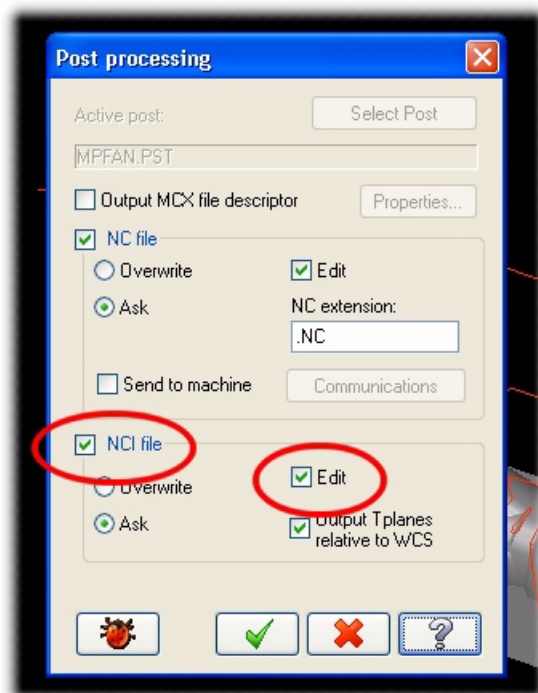 Post processing
Active post:
Select Post
MPFAN.PST
Output MCX file descriptor
Properties...
NC file
Overwrite
Edit
Ask
NC extension:
.NC
Send to machine
Communications
NCI file
Overwrite
Edit
Ask
Output Tplanes
relative to WCS